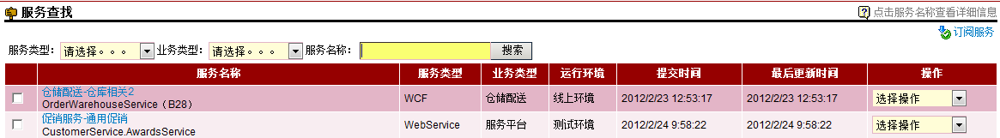 服务查找 点击服务名称查看详细信息
订阅服务
服务类型: 请选择。。。 业务类型: 请选择。。。 服务名称: 搜索
服务名称 服务类型 业务类型 运行环境 提交时间 最后更新时间 操作
仓储配送-仓库相关2
OrderWarehouseService（B28） WCF 仓储配送 线上环境 2012/2/23 12:53:17 2012/2/23 12:53:17 选择操作
促销服务-通用促销
CustomerService.AwardsService WebService 服务平台 测试环境 2012/2/24 9:58:22 2012/2/24 9:58:22 选择操作